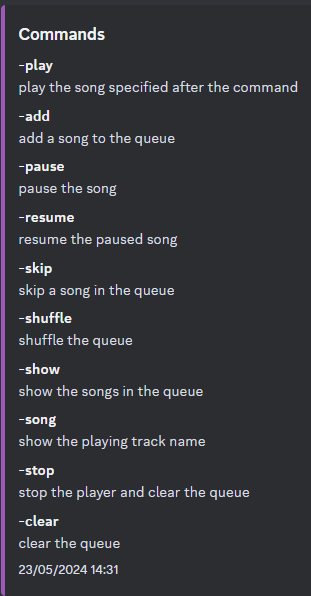 Commands
-play
play the song specified after the command
-add
add a song to the queue
-pause
pause the song
-resume
resume the paused song
-skip
skip a song in the queue
-shuffle
shuffle the queue
-show
show the songs in the queue
-song
show the playing track name
-stop
stop the player and clear the queue
-clear
clear the queue
23/05/2024 14:31